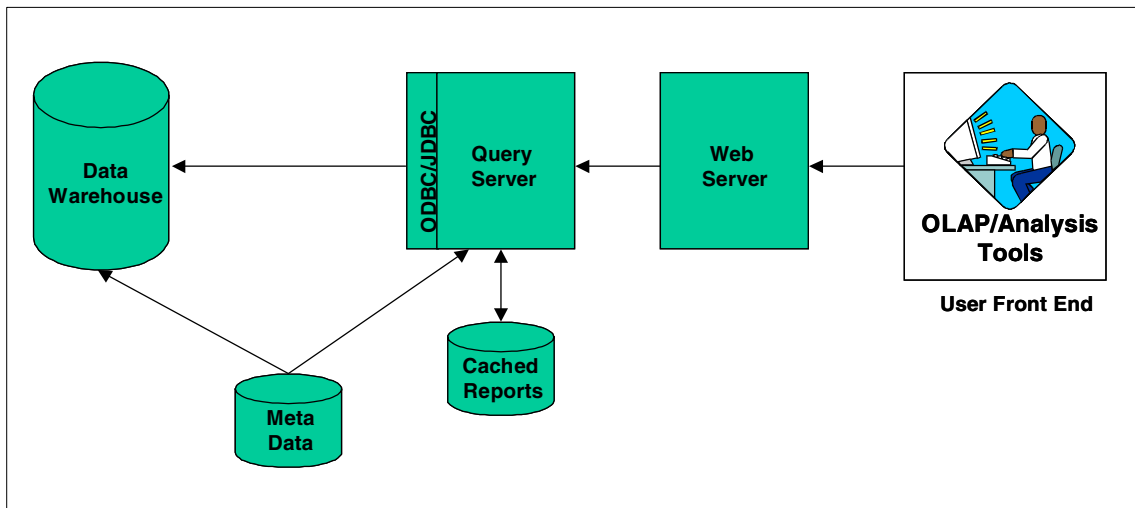 Data
Warehouse
ODBC/JDBC
Query
Server
Web
Server
OLAP/Analysis
Tools
User Front End
Cached
Reports
Meta
Data